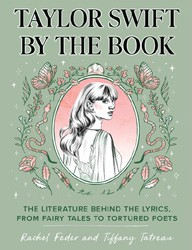 TAYLOR SWIFT
BY THE BOOK
THE LITERATURE BEHIND THE LYRICS,
FROM FAIRY TALES TO TORTURED POETS
Rachel Feder and Tiffany Tatreau